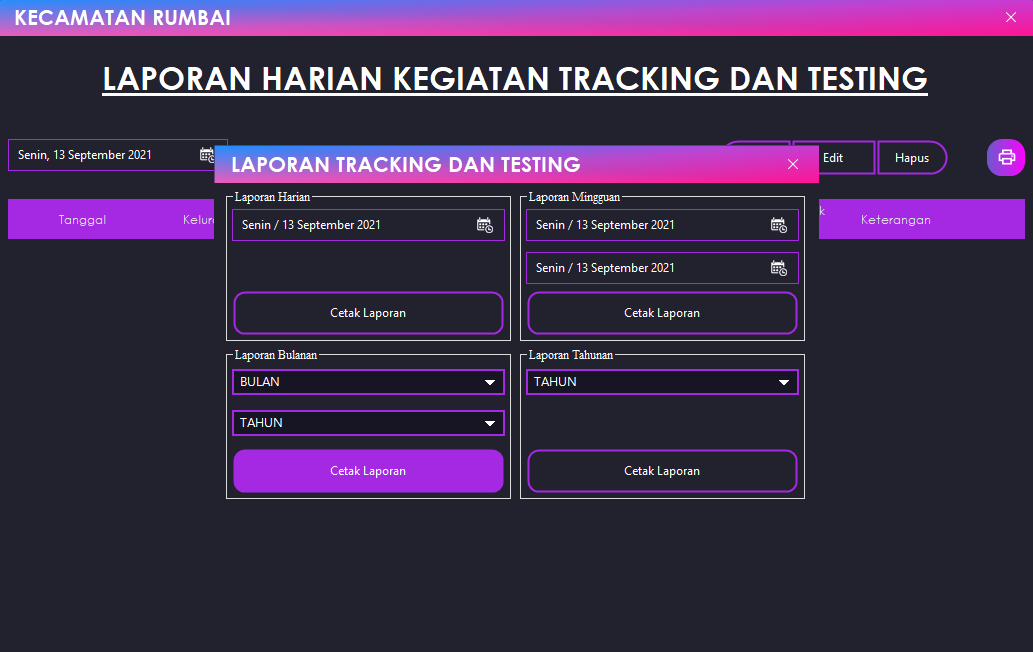 KECAMATAN RUMBAI
LAPORAN HARIAN KEGIATAN TRACKING DAN TESTING
Senin, 13 September 2021
Edit
Hapus
Tanggal
Keterangan
LAPORAN TRACKING DAN TESTING
Laporan Harian
Senin / 13 September 2021
Cetak Laporan
Laporan Mingguan
Senin / 13 September 2021
Senin / 13 September 2021
Cetak Laporan
Laporan Bulanan
BULAN
TAHUN
Cetak Laporan
Laporan Tahunan
TAHUN
Cetak Laporan